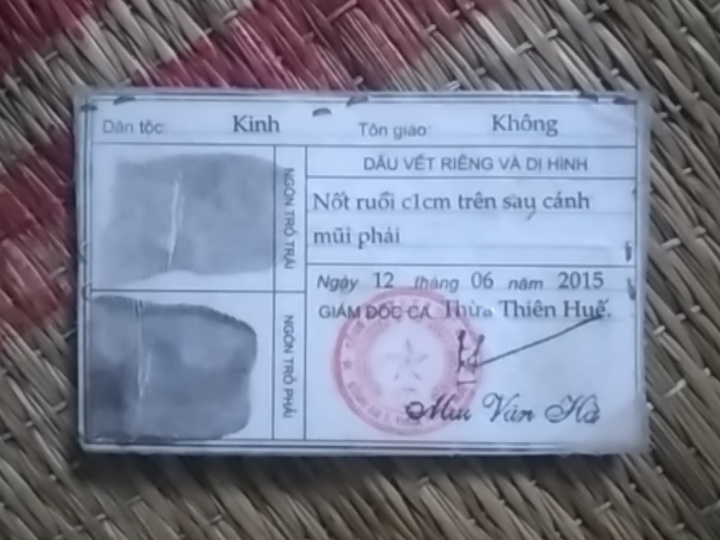 Dân tộc: Kinh Tôn giáo: Không
DẤU VẾT RIÊNG VÀ DỊ HÌNH
NGÓN TRỎ TRÁI
Nốt ruồi c1cm trên sau cánh
mũi phải
Ngày 12 tháng 06 năm 2015
GIÁM ĐỐC CA. Thừa Thiên Huế.
NGÓN TRỎ PHẢI
Văn Hà